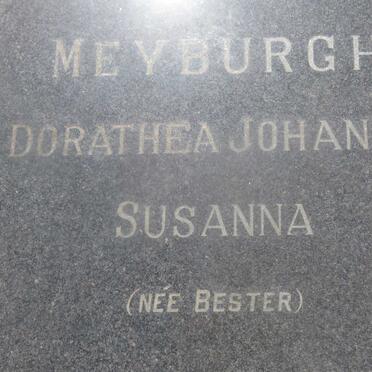 MEYBURGH
DORATHEA JOHAN
SUSANNA
(NÉE BESTER)